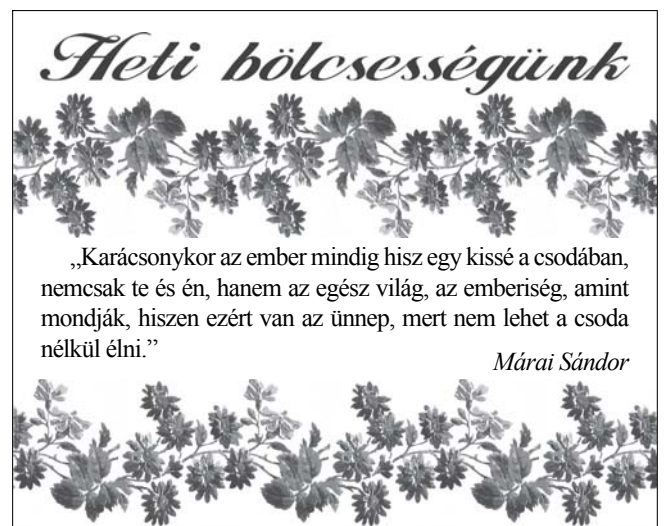 Heti bölcsességünk
„Karácsonykor az ember mindig hisz egy kissé a csodában,
nemcsak te és én, hanem az egész világ, az emberiség, amint
mondják, hiszen ezért van az ünnep, mert nem lehet a csoda
nélkül élni.”
Márai Sándor